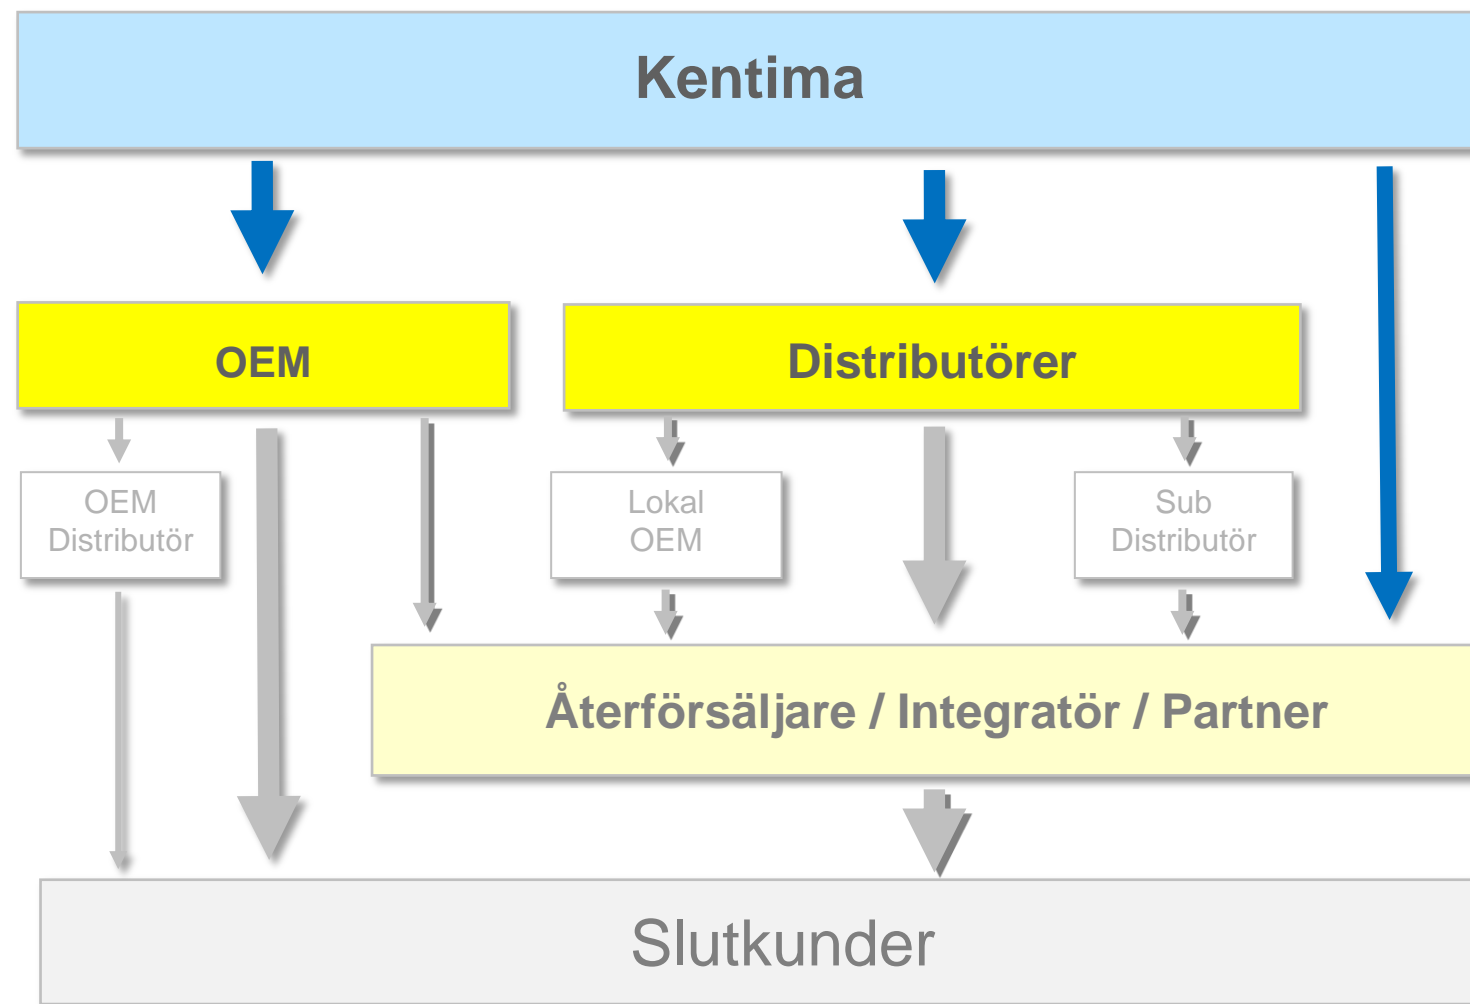 Kentima
OEM
Distributörer
OEM
Distributör
Lokal
OEM
Sub
Distributör
Återförsäljare / Integratör / Partner
Slutkunder